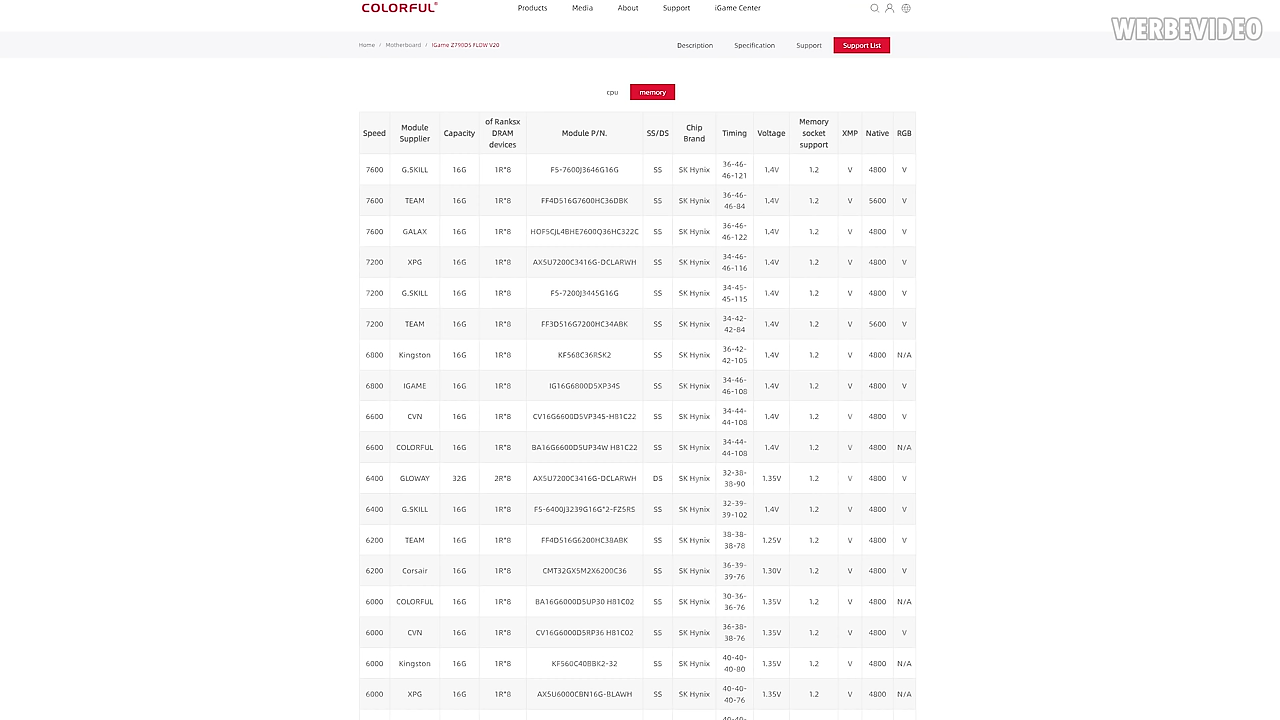 COLORFUL®
Products Media About Support iGame Center
WERBEVIDEO
Home / Motherboard / iGame Z790D5 FLOW V20
Description Specification Support Support List
cpu memory
Speed Module Supplier Capacity of Ranksx DRAM devices Module P/N. SS/DS Chip Brand Timing Voltage Memory socket support XMP Native RGB
7600 G.SKILL 16G 1R*8 F5-7600J3646G16G SS SK Hynix 36-46-46-121 1.4V 1.2 V 4800 V
7600 TEAM 16G 1R*8 FF4D516G7600HC36DBK SS SK Hynix 36-46-46-84 1.4V 1.2 V 5600 V
7600 GALAX 16G 1R*8 HOF5CJL4BHE7600Q36HC322C SS SK Hynix 36-46-46-122 1.4V 1.2 V 4800 V
7200 XPG 16G 1R*8 AX5U7200C3416G-DCLARWH SS SK Hynix 34-46-46-116 1.4V 1.2 V 4800 V
7200 G.SKILL 16G 1R*8 F5-7200J3445G16G SS SK Hynix 34-45-45-115 1.4V 1.2 V 4800 V
7200 TEAM 16G 1R*8 FF3D516G7200HC34ABK SS SK Hynix 34-42-42-84 1.4V 1.2 V 5600 V
6800 Kingston 16G 1R*8 KF568C36RSK2 SS SK Hynix 36-42-42-105 1.4V 1.2 V 4800 N/A
6800 IGAME 16G 1R*8 IG16G6800D5XP34S SS SK Hynix 34-46-46-108 1.4V 1.2 V 4800 V
6600 CVN 16G 1R*8 CV16G6600D5VP34S-H81C22 SS SK Hynix 34-44-44-108 1.4V 1.2 V 4800 V
6600 COLORFUL 16G 1R*8 BA16G6600D5UP34W H81C22 SS SK Hynix 34-44-44-108 1.4V 1.2 V 4800 N/A
6400 GLOWAY 32G 2R*8 AX5U7200C3416G-DCLARWH DS SK Hynix 32-38-38-90 1.35V 1.2 V 4800 V
6400 G.SKILL 16G 1R*8 F5-6400J3239G16G*2-FZ5RS SS SK Hynix 32-39-39-102 1.4V 1.2 V 4800 V
6200 TEAM 16G 1R*8 FF4D516G6200HC38ABK SS SK Hynix 38-38-38-78 1.25V 1.2 V 4800 V
6200 Corsair 16G 1R*8 CMT32GX5M2X6200C36 SS SK Hynix 36-39-39-76 1.30V 1.2 V 4800 V
6000 COLORFUL 16G 1R*8 BA16G6000D5UP30 H81C02 SS SK Hynix 30-36-36-76 1.35V 1.2 V 4800 N/A
6000 CVN 16G 1R*8 CV16G6000D5RP36 H81C02 SS SK Hynix 36-38-38-76 1.35V 1.2 V 4800 V
6000 Kingston 16G 1R*8 KF560C40BBK2-32 SS SK Hynix 40-40-40-80 1.35V 1.2 V 4800 N/A
6000 XPG 16G 1R*8 AX5U6000CBN16G-BLAWH SS SK Hynix 40-40-40-76 1.35V 1.2 V 4800 N/A